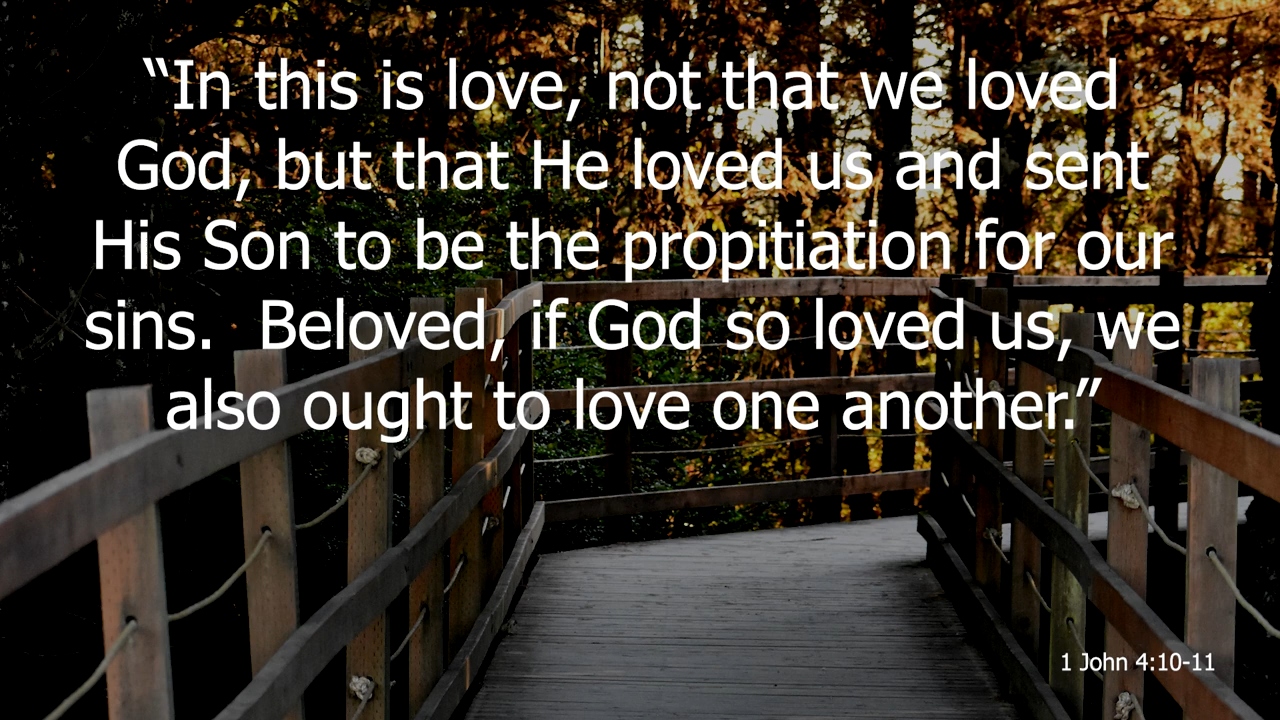 “In this is love, not that we loved
God, but that He loved us and sent
His Son to be the propitiation for our
sins.  Beloved, if God so loved us, we
also ought to love one another.”
1 John 4:10-11